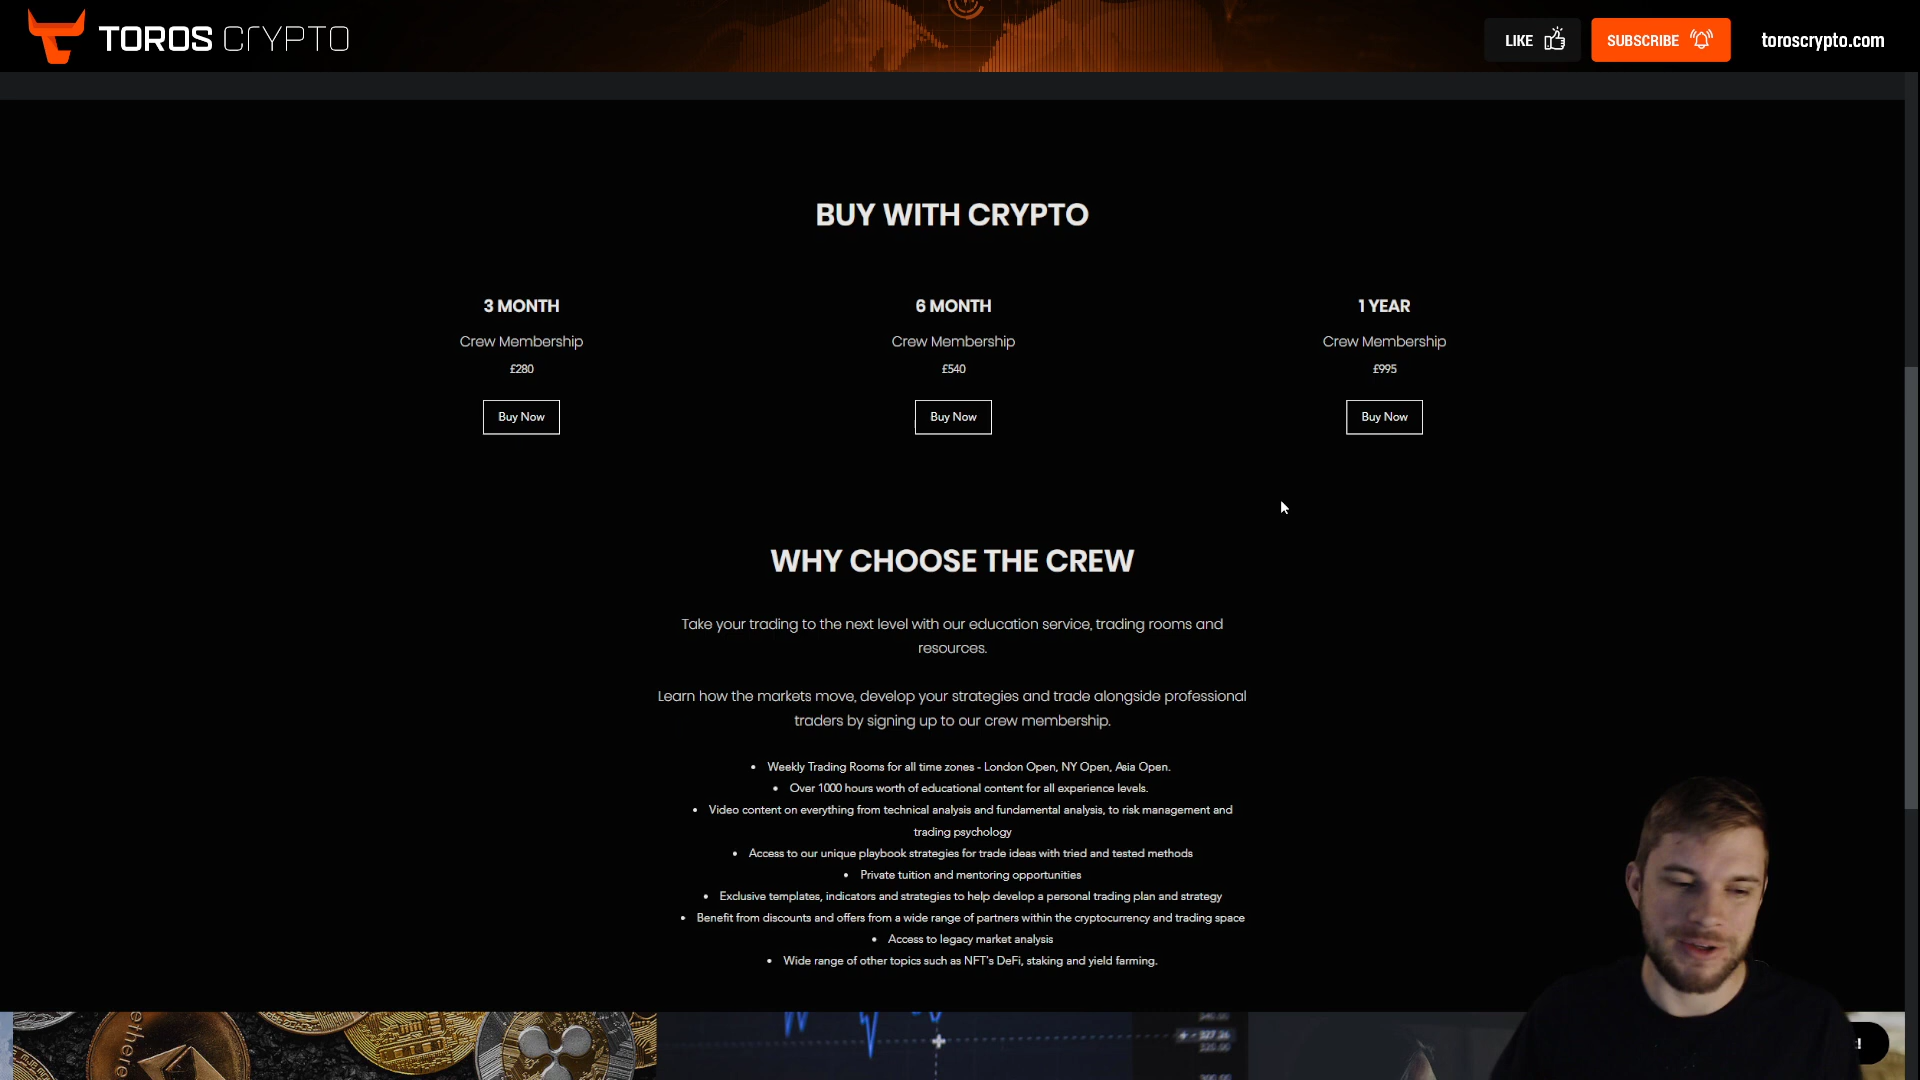 TOROS CRYPTO
LIKE
SUBSCRIBE
toroscrypto.com
BUY WITH CRYPTO
3 MONTH
Crew Membership
£280
Buy Now
6 MONTH
Crew Membership
£540
Buy Now
1 YEAR
Crew Membership
£995
Buy Now
WHY CHOOSE THE CREW
Take your trading to the next level with our education service, trading rooms and
resources.
Learn how the markets move, develop your strategies and trade alongside professional
traders by signing up to our crew membership.
• Weekly Trading Rooms for all time zones - London Open, NY Open, Asia Open.
• Over 1000 hours worth of educational content for all experience levels.
• Video content on everything from technical analysis and fundamental analysis, to risk management and
trading psychology
• Access to our unique playbook strategies for trade ideas with tried and tested methods
• Private tuition and mentoring opportunities
• Exclusive templates, indicators and strategies to help develop a personal trading plan and strategy
• Benefit from discounts and offers from a wide range of partners within the cryptocurrency and trading space
• Access to legacy market analysis
• Wide range of other topics such as NFT's DeFi, staking and yield farming.
ethere
327.26